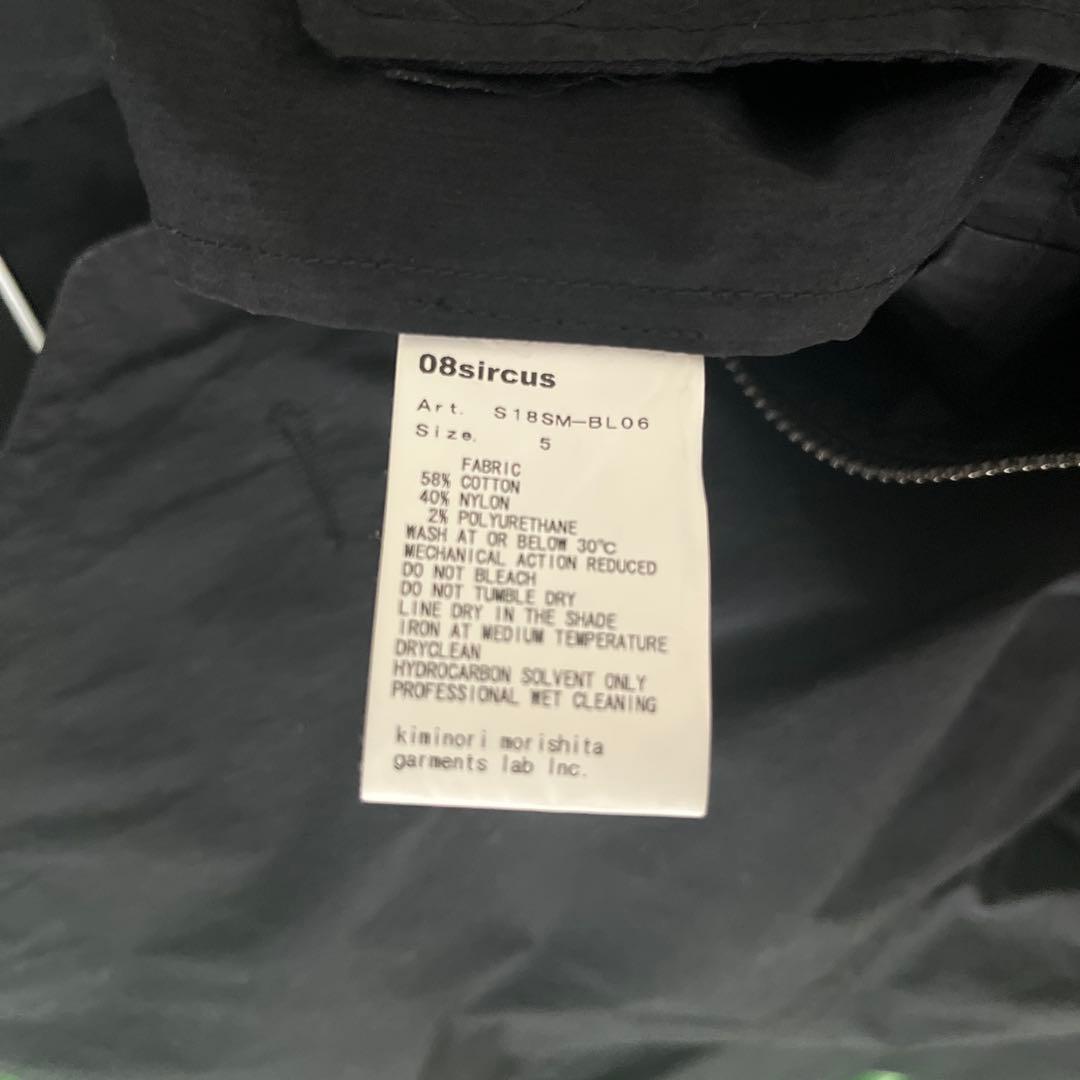 08sircus
Art. S18SM-BL06
Size. 5
FABRIC
58% COTTON
40% NYLON
2% POLYURETHANE
WASH AT OR BELOW 30℃
MECHANICAL ACTION REDUCED
DO NOT BLEACH
DO NOT TUMBLE DRY
LINE DRY IN THE SHADE
IRON AT MEDIUM TEMPERATURE
DRYCLEAN
HYDROCARBON SOLVENT ONLY
PROFESSIONAL WET CLEANING
kiminori morishita
garments lab Inc.